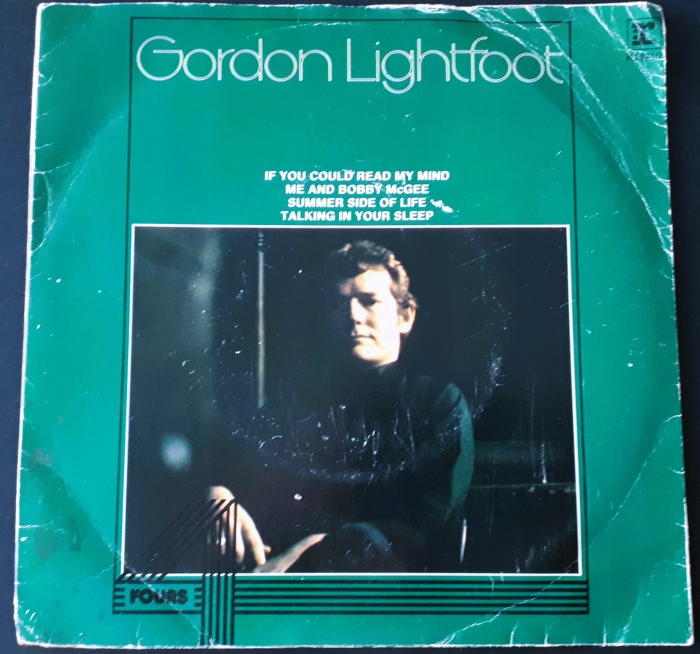 Gordon Lightfoot
IF YOU COULD READ MY MIND
ME AND BOBBY McGEE
SUMMER SIDE OF LIFE
TALKING IN YOUR SLEEP
FOURS